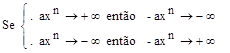 . axⁿ → + ∞ então - axⁿ → − ∞
Se {
. axⁿ → − ∞ então - axⁿ → + ∞